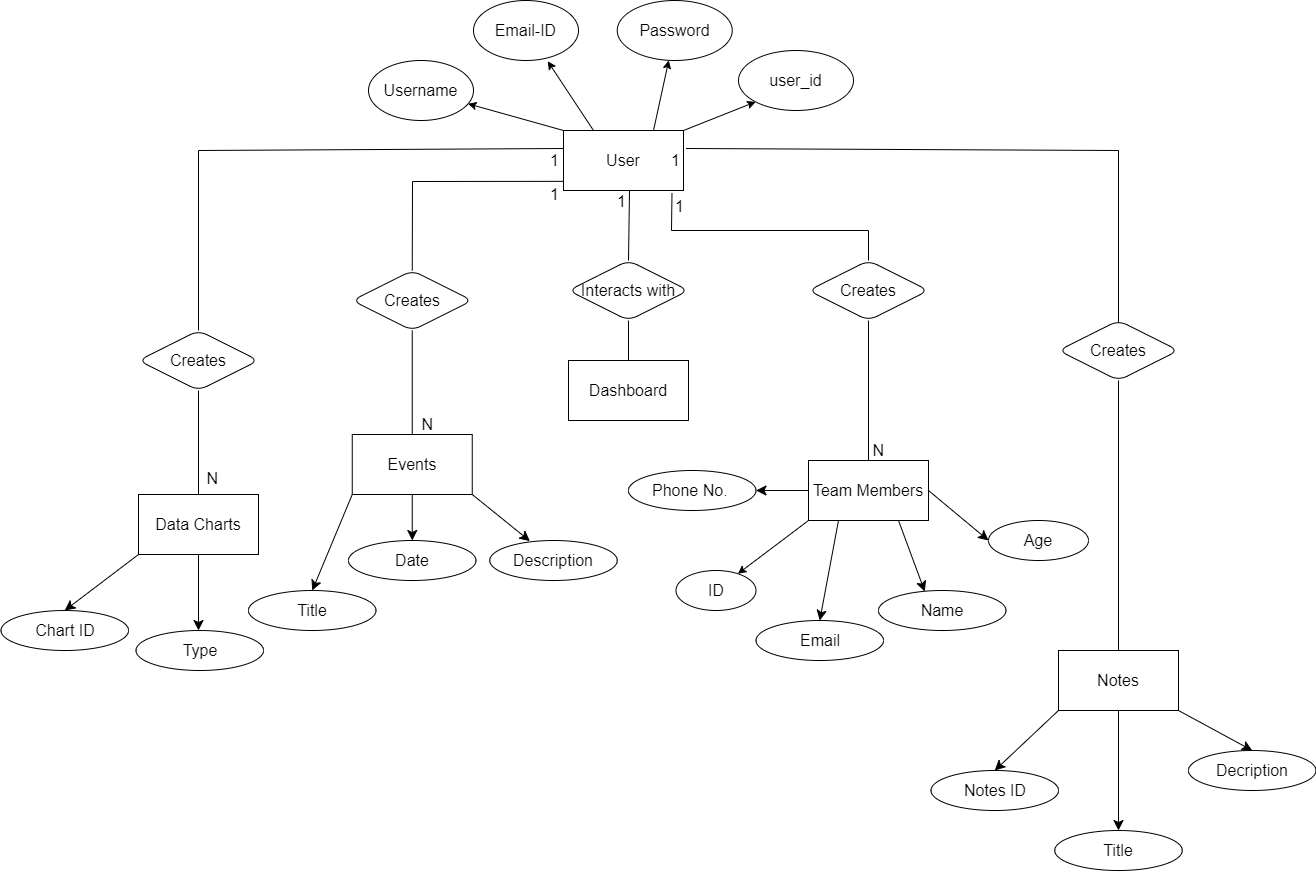 Email-ID
Password
Username
user_id
1
User
1
1
1
1
Creates
Interacts with
Creates
Creates
Creates
Dashboard
N
Events
N
Team Members
Phone No.
N
Data Charts
Date
Description
Age
Title
ID
Name
Chart ID
Type
Email
Notes
Decription
Notes ID
Title